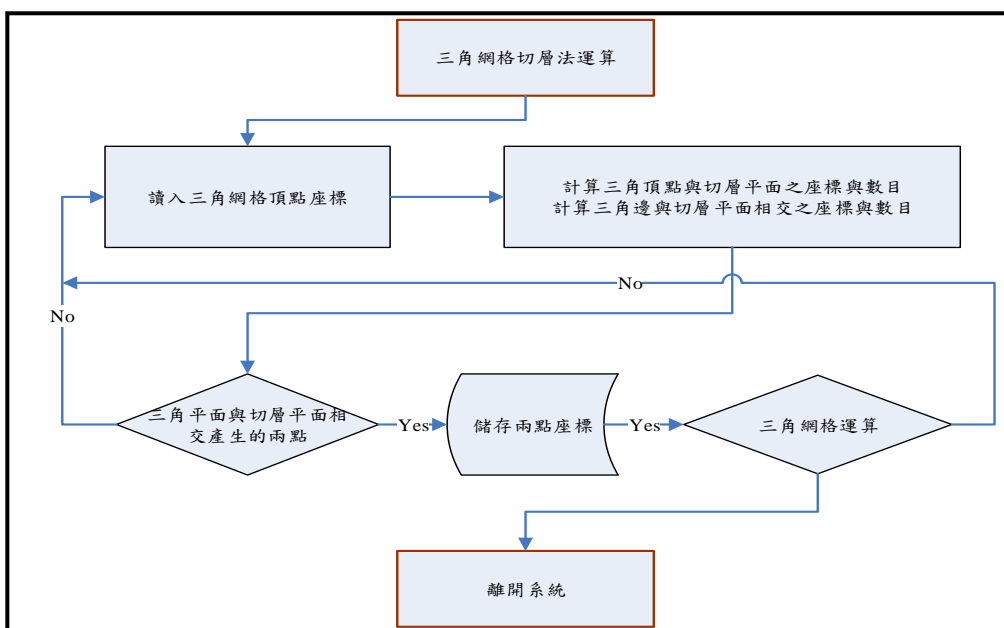 三角網格切層法運算
讀入三角網格頂點座標
計算三角頂點與切層平面之座標與數目
計算三角邊與切層平面相交之座標與數目
No
No
三角平面與切層平面相
交產生的兩點
Yes
儲存兩點座標
Yes
三角網格運算
離開系統